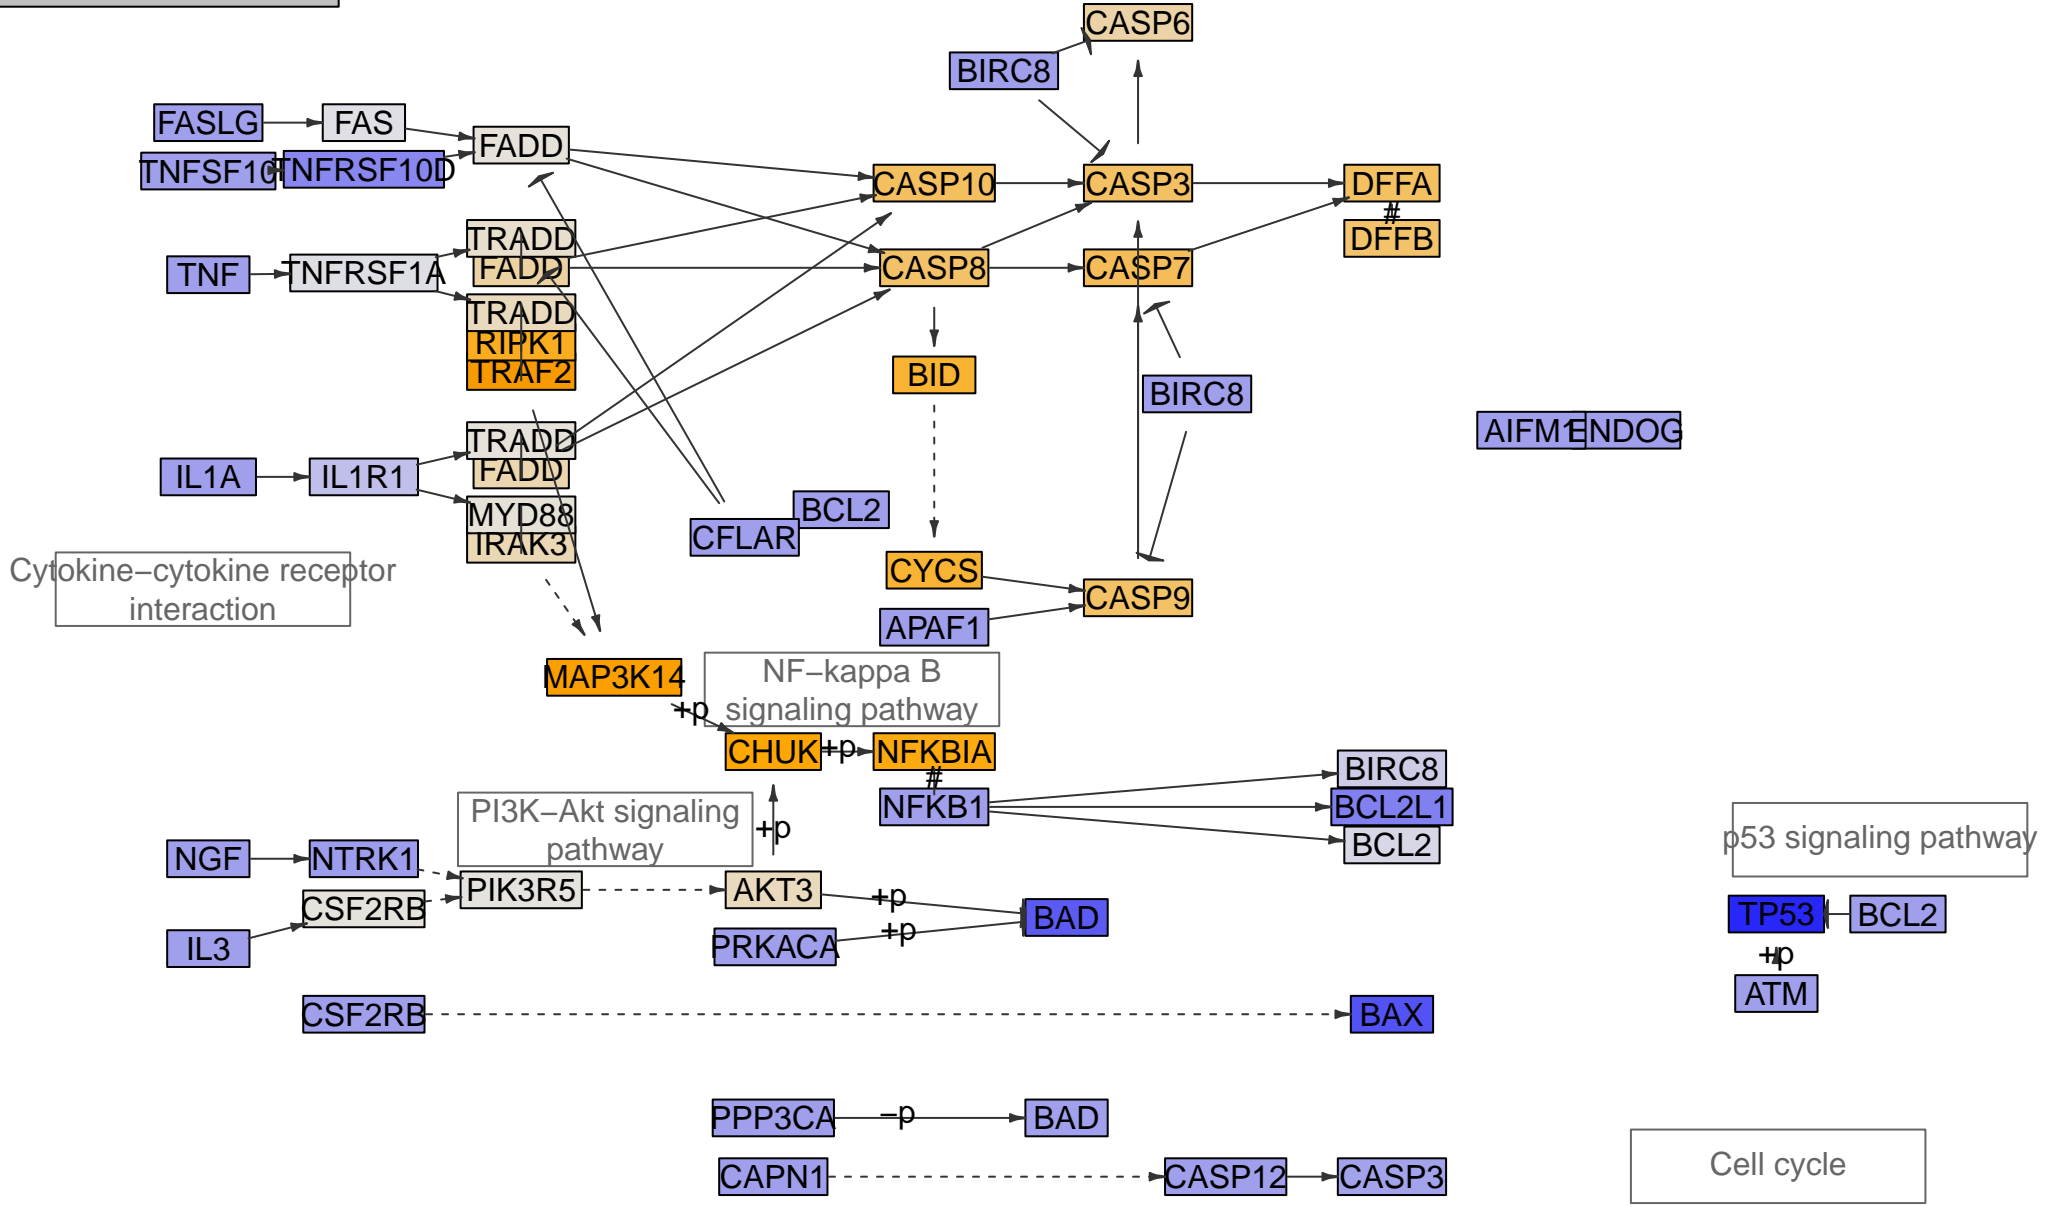 CASP6
BIRC8
FASLG
FAS
FADD
TNFSF10
TNFRSF10D
CASP10
CASP3
DFFA
#
DFFB
TRADD
FADD
TNF
TNFRSF1A
CASP8
CASP7
TRADD
RIPK1
TRAF2
BID
BIRC8
AIFM1
ENDOG
TRADD
FADD
IL1A
IL1R1
MYD88
IRAK3
BCL2
CFLAR
Cytokine–cytokine receptor
interaction
CYCS
CASP9
APAF1
MAP3K14
NF–kappa B
signaling pathway
+p
CHUK
+p
NFKBIA
#
NFKB1
BIRC8
BCL2L1
BCL2
PI3K–Akt signaling
pathway
+p
p53 signaling pathway
NGF
NTRK1
PIK3R5
AKT3
+p
CSF2RB
BAD
TP53
BCL2
IL3
PRKACA
+p
+p
ATM
CSF2RB
BAX
PPP3CA
–p
BAD
CAPN1
CASP12
CASP3
Cell cycle